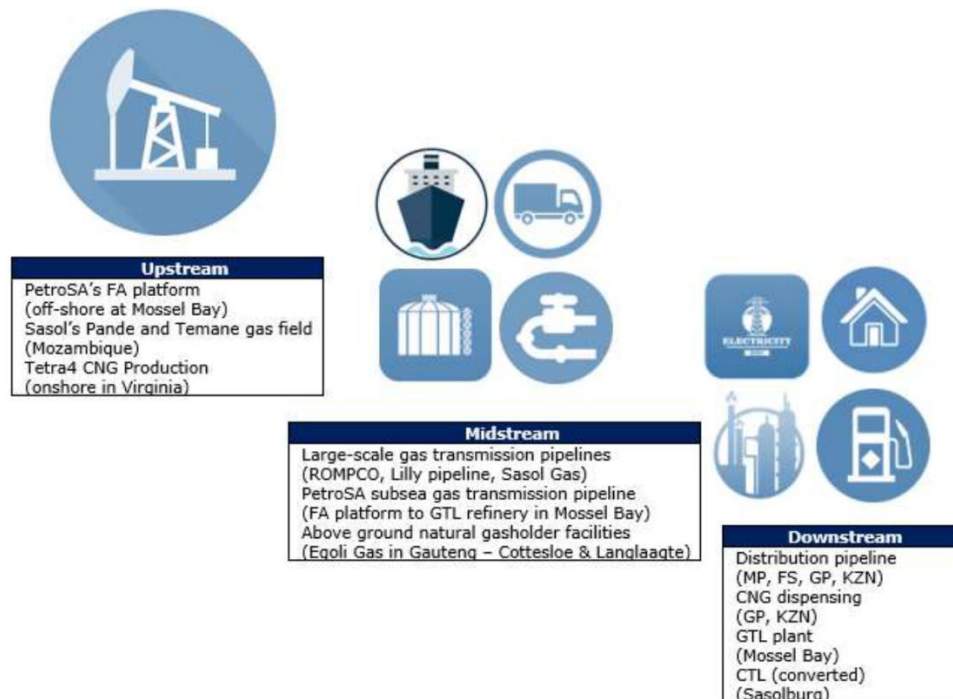 Upstream
PetroSA's FA platform
(off-shore at Mossel Bay)
Sasol's Pande and Temane gas field
(Mozambique)
Tetra4 CNG Production
(onshore in Virginia)
Midstream
Large-scale gas transmission pipelines
(ROMPCO, Lilly pipeline, Sasol Gas)
PetroSA subsea gas transmission pipeline
(FA platform to GTL refinery in Mossel Bay)
Above ground natural gasholder facilities
(Egoli Gas in Gauteng – Cottesloe & Langlaagte)
ELECTRICITY
Downstream
Distribution pipeline
(MP, FS, GP, KZN)
CNG dispensing
(GP, KZN)
GTL plant
(Mossel Bay)
CTL (converted)
(Sasolburg)